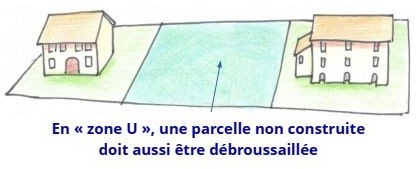 En « zone U », une parcelle non construite
doit aussi être débroussaillée